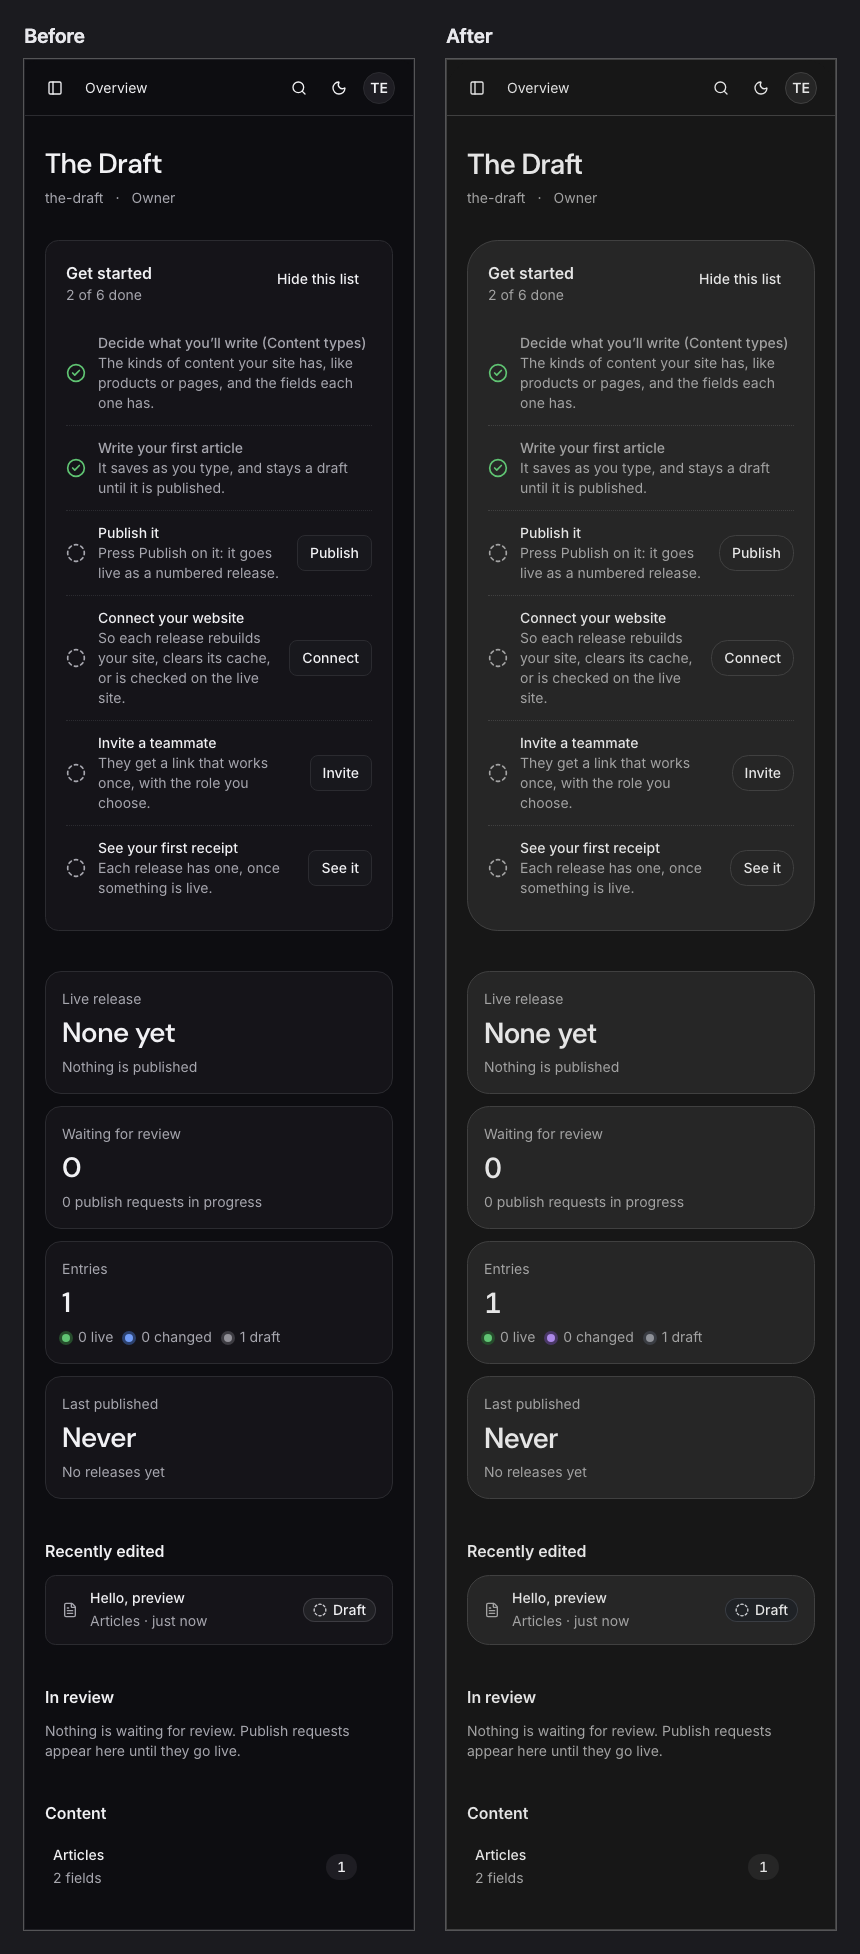 Before
Overview
TE
The Draft
the-draft · Owner
Get started
2 of 6 done
Hide this list
Decide what you’ll write (Content types)
The kinds of content your site has, like
products or pages, and the fields each
one has.
Write your first article
It saves as you type, and stays a draft
until it is published.
Publish it
Press Publish on it: it goes
live as a numbered release.
Publish
Connect your website
So each release rebuilds
your site, clears its cache,
or is checked on the live
site.
Connect
Invite a teammate
They get a link that works
once, with the role you
choose.
Invite
See your first receipt
Each release has one, once
something is live.
See it
Live release
None yet
Nothing is published
Waiting for review
0
0 publish requests in progress
Entries
1
0 live 0 changed 1 draft
Last published
Never
No releases yet
Recently edited
Hello, preview
Articles · just now
Draft
In review
Nothing is waiting for review. Publish requests
appear here until they go live.
Content
Articles
2 fields
1
After
Overview
TE
The Draft
the-draft · Owner
Get started
2 of 6 done
Hide this list
Decide what you’ll write (Content types)
The kinds of content your site has, like
products or pages, and the fields each
one has.
Write your first article
It saves as you type, and stays a draft
until it is published.
Publish it
Press Publish on it: it goes
live as a numbered release.
Publish
Connect your website
So each release rebuilds
your site, clears its cache,
or is checked on the live
site.
Connect
Invite a teammate
They get a link that works
once, with the role you
choose.
Invite
See your first receipt
Each release has one, once
something is live.
See it
Live release
None yet
Nothing is published
Waiting for review
0
0 publish requests in progress
Entries
1
0 live 0 changed 1 draft
Last published
Never
No releases yet
Recently edited
Hello, preview
Articles · just now
Draft
In review
Nothing is waiting for review. Publish requests
appear here until they go live.
Content
Articles
2 fields
1